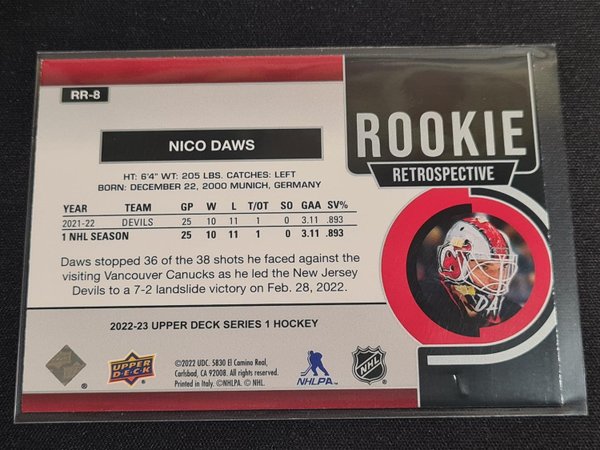 RR-8
ROOKIE
RETROSPECTIVE
NICO DAWS
HT: 6'4" WT: 205 LBS. CATCHES: LEFT
BORN: DECEMBER 22, 2000 MUNICH, GERMANY
YEAR TEAM GP W L T/OT SO GAA SV%
2021-22 DEVILS 25 10 11 1 0 3.11 .893
1 NHL SEASON 25 10 11 1 0 3.11 .893
Daws stopped 36 of the 38 shots he faced against the
visiting Vancouver Canucks as he led the New Jersey
Devils to a 7-2 landslide victory on Feb. 28, 2022.
DA
2022-23 UPPER DECK SERIES 1 HOCKEY
®
UPPER
DECK
®
©2022 UDC. 5830 El Camino Real,
Carlsbad, CA 92008. All rights reserved.
Printed in Italy. ©NHLPA. © NHL.
NHLPA™
NHL
®